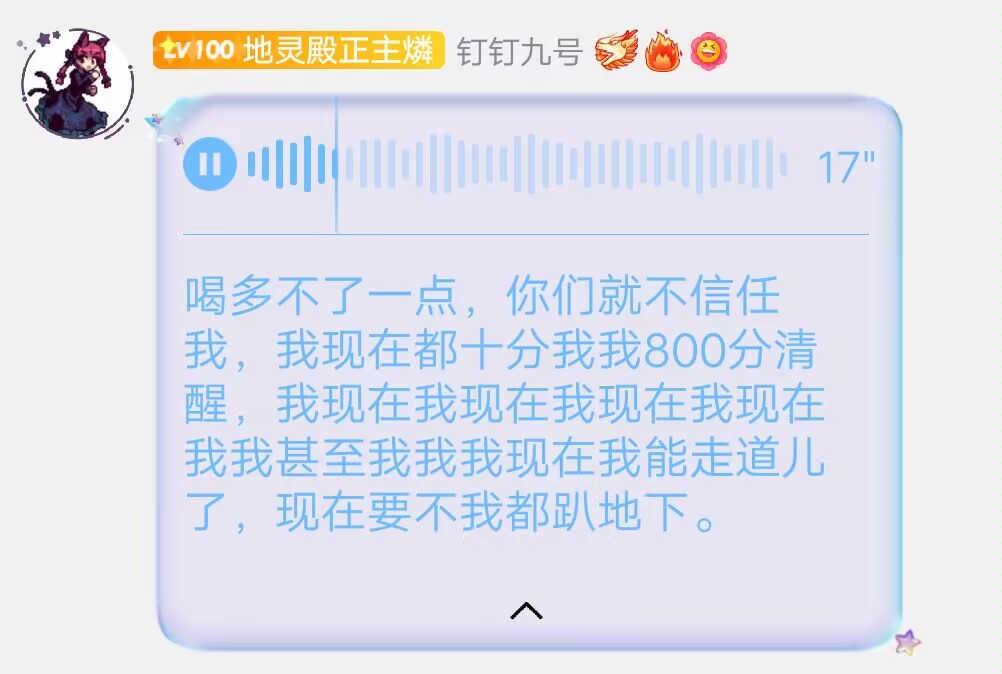 LV100 地灵殿正主燐 钉钉九号
17"
喝多不了一点，你们就不信任
我，我现在都十分我我800分清
醒，我现在我现在我现在我现在
我我甚至我我我现在我能走道儿
了，现在要不我都趴地下。